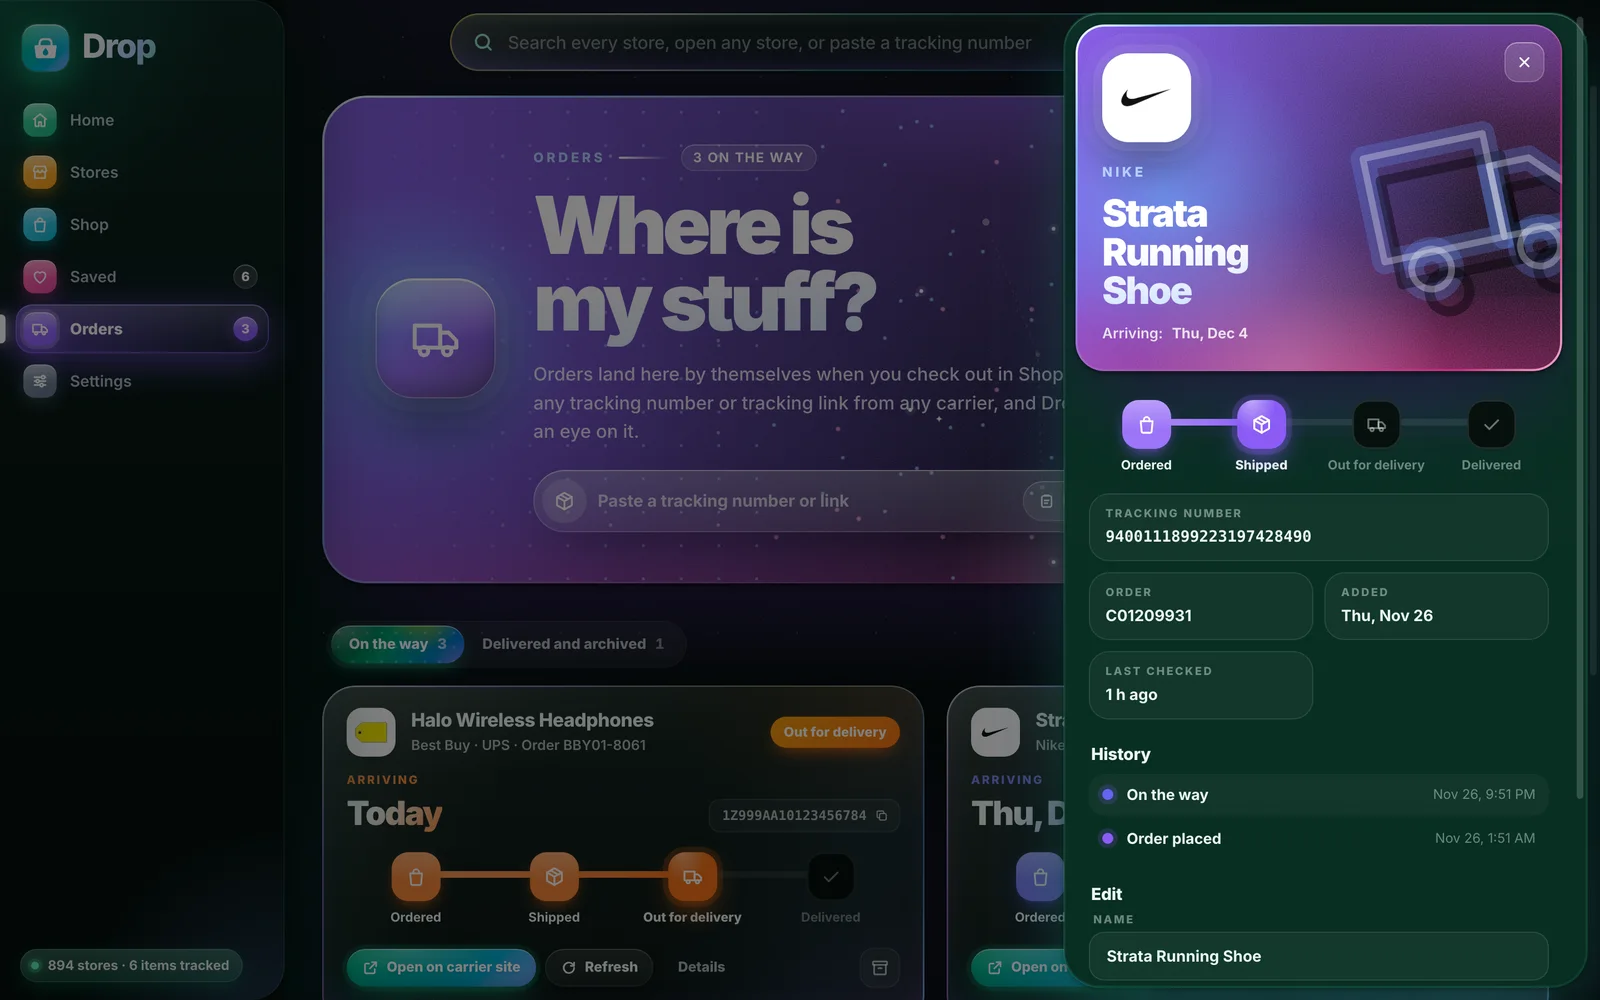 Drop
Home
Stores
Shop
Saved 6
Orders 3
Settings
894 stores · 6 items tracked
Search every store, open any store, or paste a tracking number
ORDERS
3 ON THE WAY
Where is
my stuff?
Orders land here by themselves when you check out in Shop
any tracking number or tracking link from any carrier, and Dr
an eye on it.
Paste a tracking number or link
On the way 3
Delivered and archived 1
Halo Wireless Headphones
Best Buy · UPS · Order BBY01-8061
Out for delivery
ARRIVING
Today
1Z999AA10123456784
Ordered
Shipped
Out for delivery
Delivered
Open on carrier site
Refresh
Details
Str
Nike
ARRIVING
Thu, D
Ordered
Open on
NIKE
Strata
Running
Shoe
Arriving: Thu, Dec 4
Ordered
Shipped
Out for delivery
Delivered
TRACKING NUMBER
9400111899223197428490
ORDER
C01209931
ADDED
Thu, Nov 26
LAST CHECKED
1 h ago
History
On the way
Nov 26, 9:51 PM
Order placed
Nov 26, 1:51 AM
Edit
NAME
Strata Running Shoe